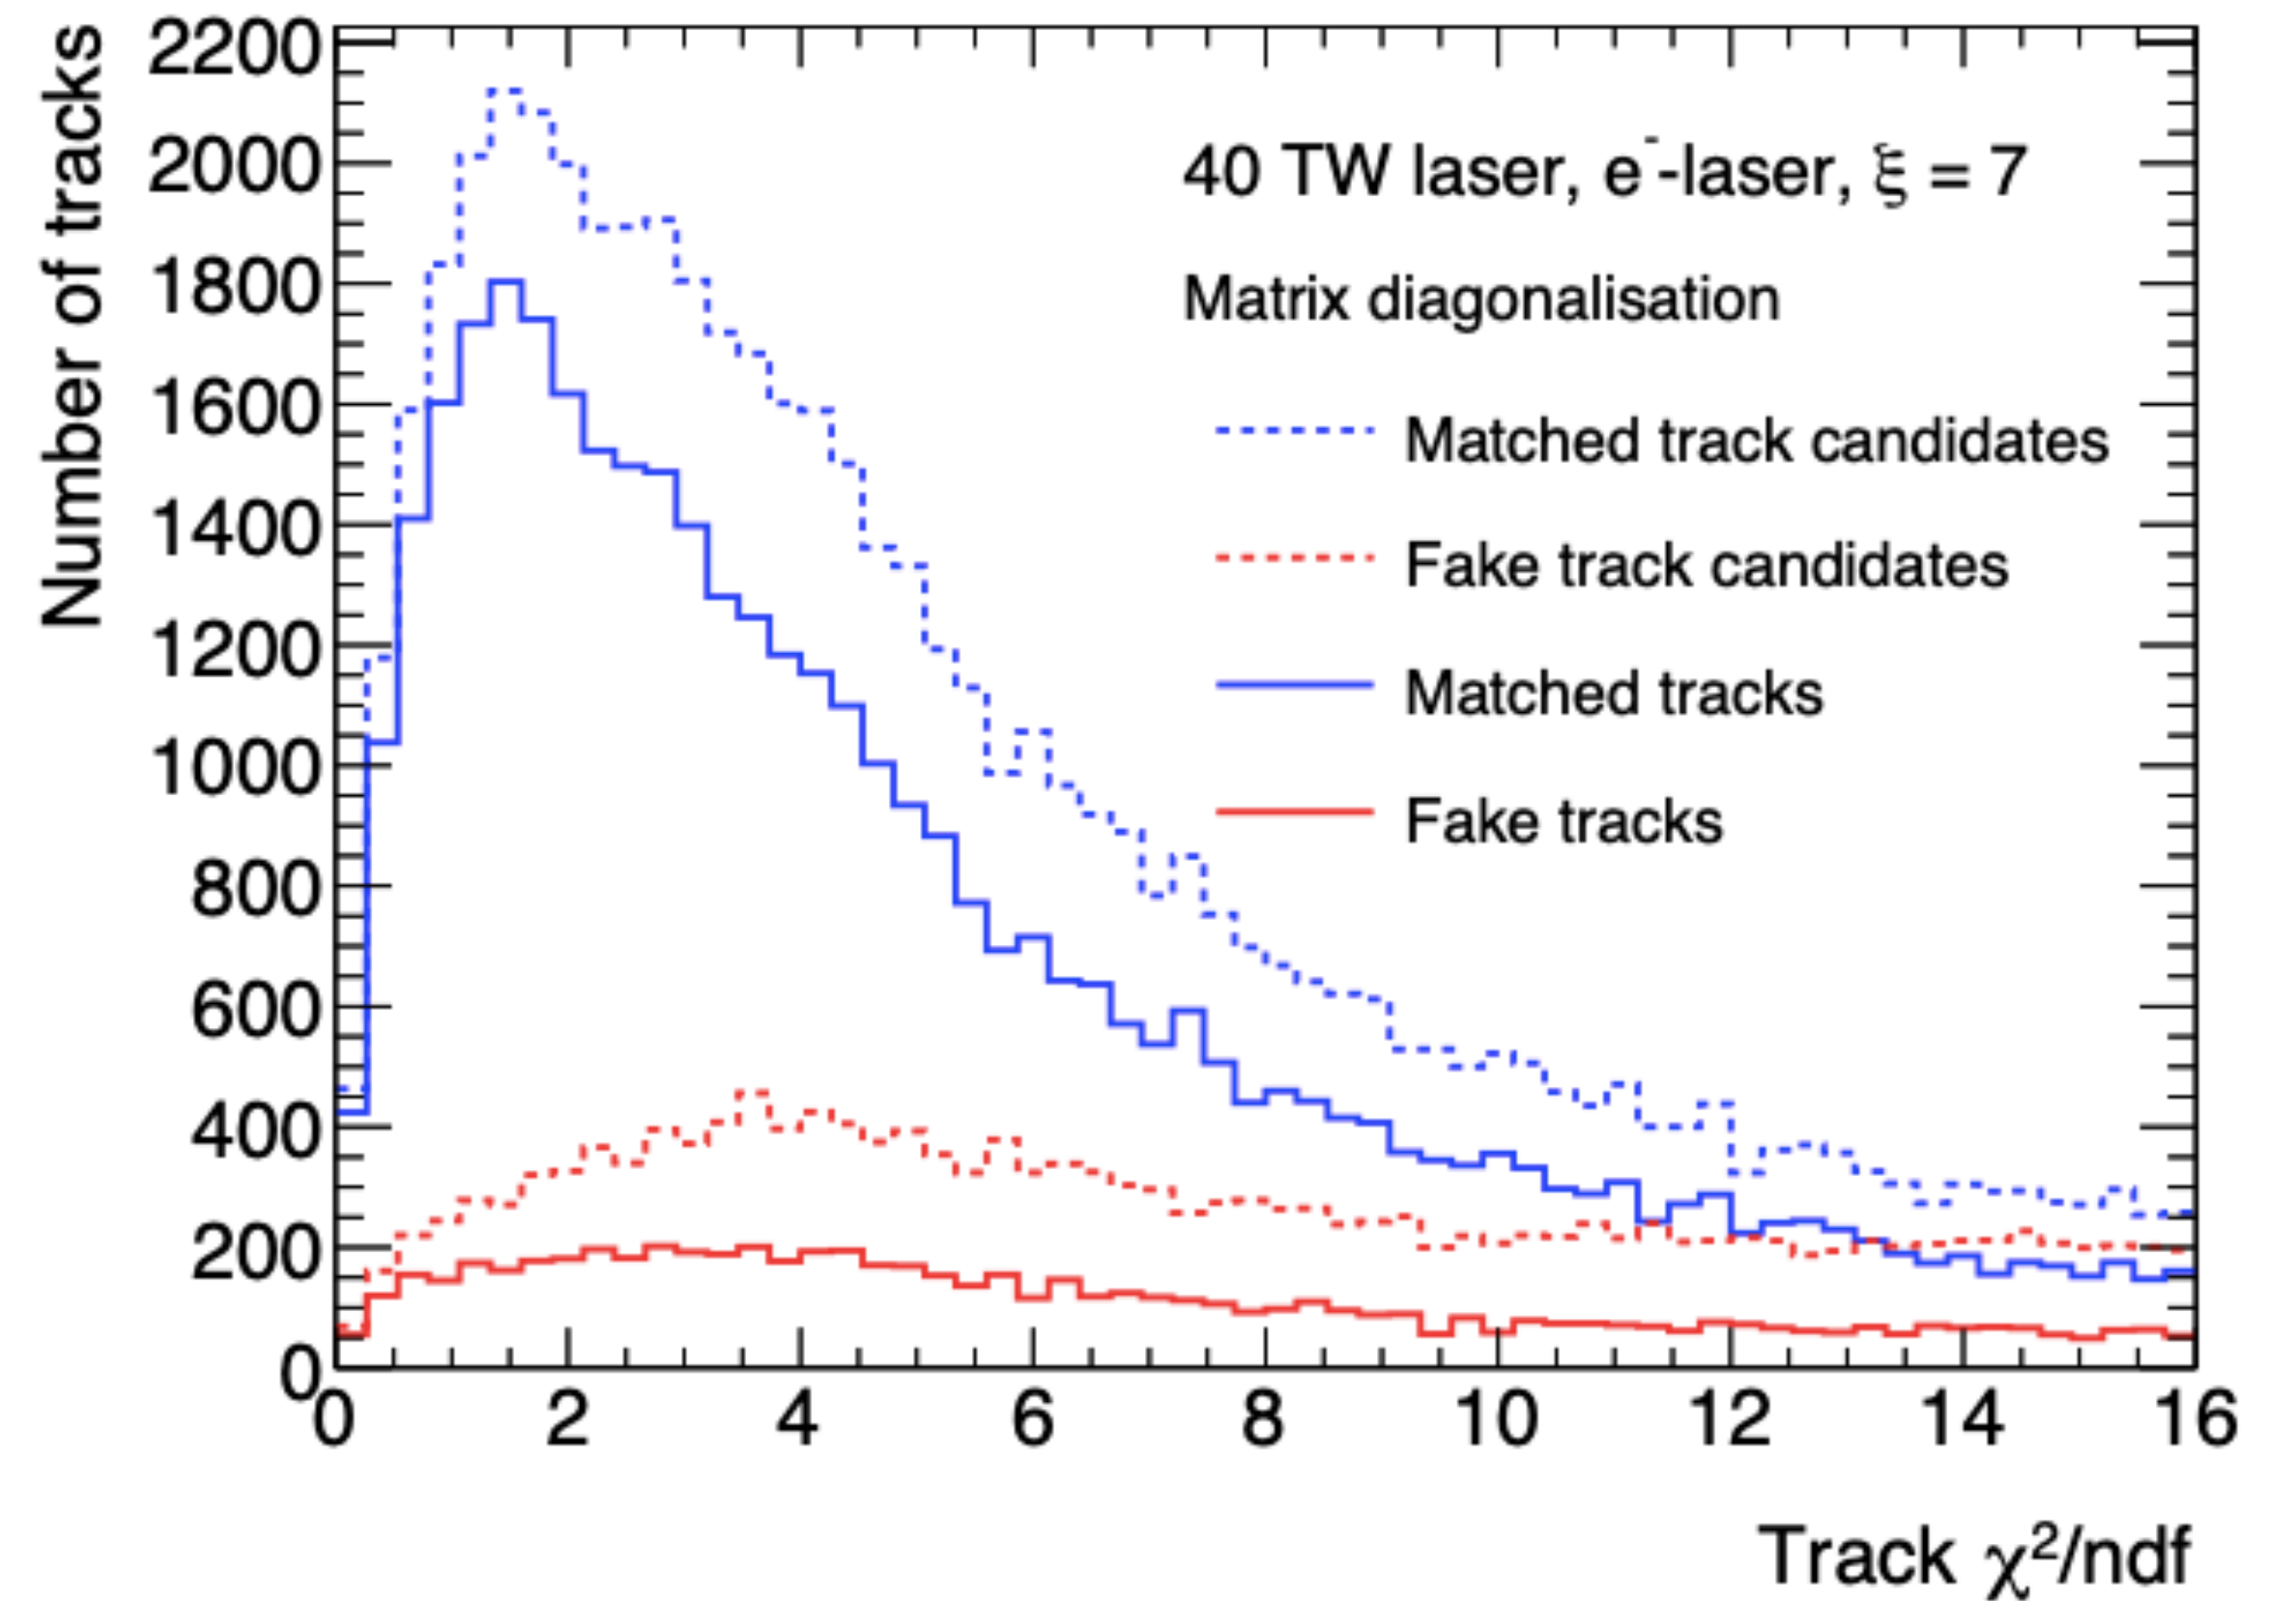 Number of tracks
2200
2000
1800
1600
1400
1200
1000
800
600
400
200
0
40 TW laser, e⁻-laser, ξ = 7
Matrix diagonalisation
Matched track candidates
Fake track candidates
Matched tracks
Fake tracks
0 2 4 6 8 10 12 14 16
Track χ²/ndf